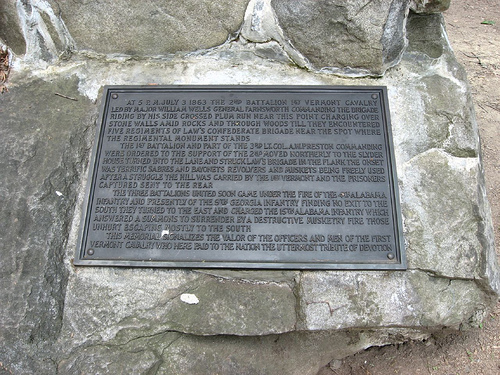 AT 5 P.M. JULY 3 1863 THE 2ND BATTALION 1ST VERMONT CAVALRY
LED BY MAJOR WILLIAM WELLS GENERAL FARNSWORTH COMMANDING THE BRIGADE
RIDING BY HIS SIDE CROSSED PLUM RUN NEAR THIS POINT CHARGING OVER
STONE WALLS AMID ROCKS AND THROUGH WOODS TILL THEY ENCOUNTERED
FIVE REGIMENTS OF LAW'S CONFEDERATE BRIGADE NEAR THE SPOT WHERE
THE REGIMENTAL MONUMENT STANDS
THE 1ST BATTALION AND PART OF THE 3RD LT. COL. A.W. PRESTON COMMANDING
WERE ORDERED TO THE SUPPORT OF THE 2ND MOVED NORTHERLY TO THE SLYDER
HOUSE TURNED INTO THE LANE AND STRUCK LAW'S BRIGADE IN THE FLANK THE ONSET
WAS TERRIFIC SABRES AND BAYONETS REVOLVERS AND MUSKETS BEING FREELY USED
AFTER A STRUGGLE THE HILL WAS CARRIED BY THE 1ST VERMONT AND THE PRISONERS
CAPTURED SENT TO THE REAR
THE THREE BATTALIONS UNITED SOON CAME UNDER THE FIRE OF THE 4TH ALABAMA
INFANTRY AND PRESENTLY OF THE 9TH GEORGIA INFANTRY FINDING NO EXIT TO THE
SOUTH THEY TURNED TO THE EAST AND CHARGED THE 15TH ALABAMA INFANTRY WHICH
ANSWERED A SUMMONS TO SURRENDER BY A DESTRUCTIVE MUSKETRY FIRE THOSE
UNHURT ESCAPING MOSTLY TO THE SOUTH
THIS MEMORIAL SIGNALIZES THE VALOR OF THE OFFICERS AND MEN OF THE FIRST
VERMONT CAVALRY WHO HERE PAID TO THE NATION THE UTTERMOST TRIBUTE OF DEVOTION